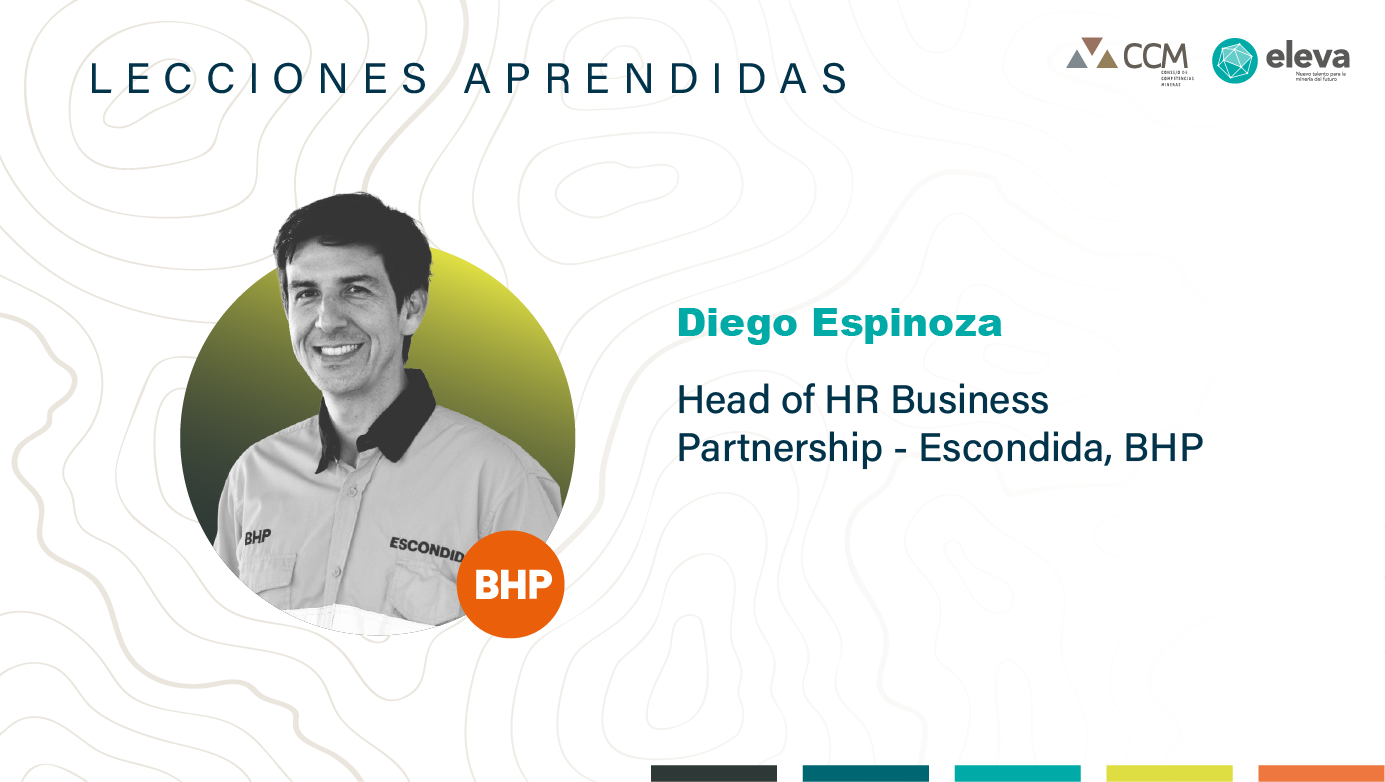 LECCIONES APRENDIDAS
CCM
CONSEJO DE
COMPETENCIAS
MINERAS
eleva
Nuevo talento para la
minería del futuro
Diego Espinoza
Head of HR Business
Partnership - Escondida, BHP
BHP
ESCONDID
BHP